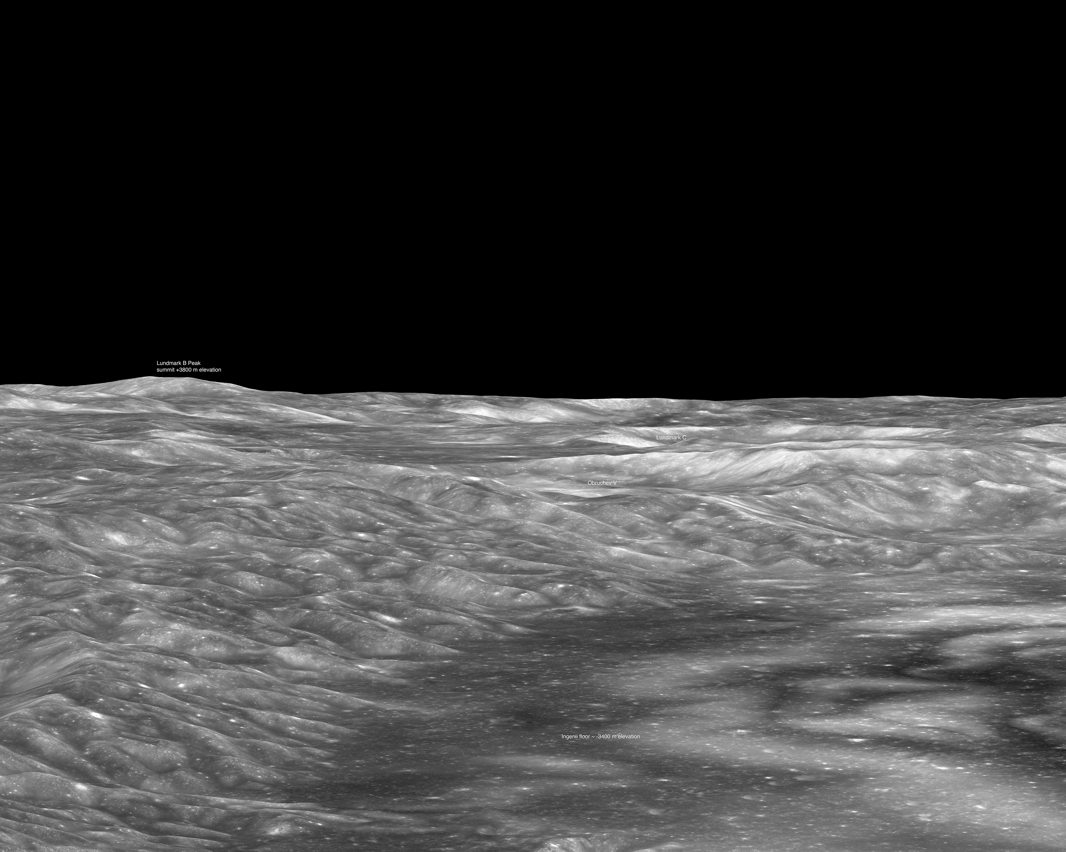 Lundmark B Peak
summit +3800 m elevation
Lundmark C
Obruchev V
Ingenii floor ~ -3400 m elevation